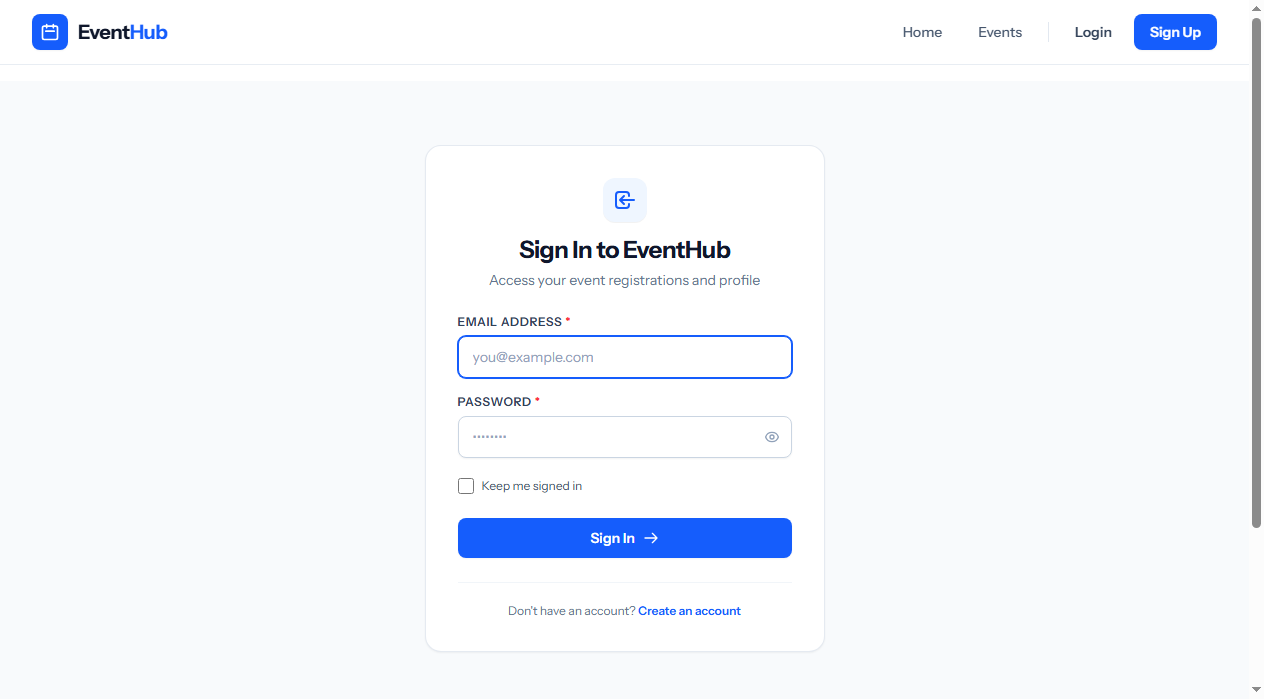 EventHub
Home
Events
Login
Sign Up
Sign In to EventHub
Access your event registrations and profile
EMAIL ADDRESS *
you@example.com
PASSWORD *
••••••••
Keep me signed in
Sign In →
Don't have an account? Create an account